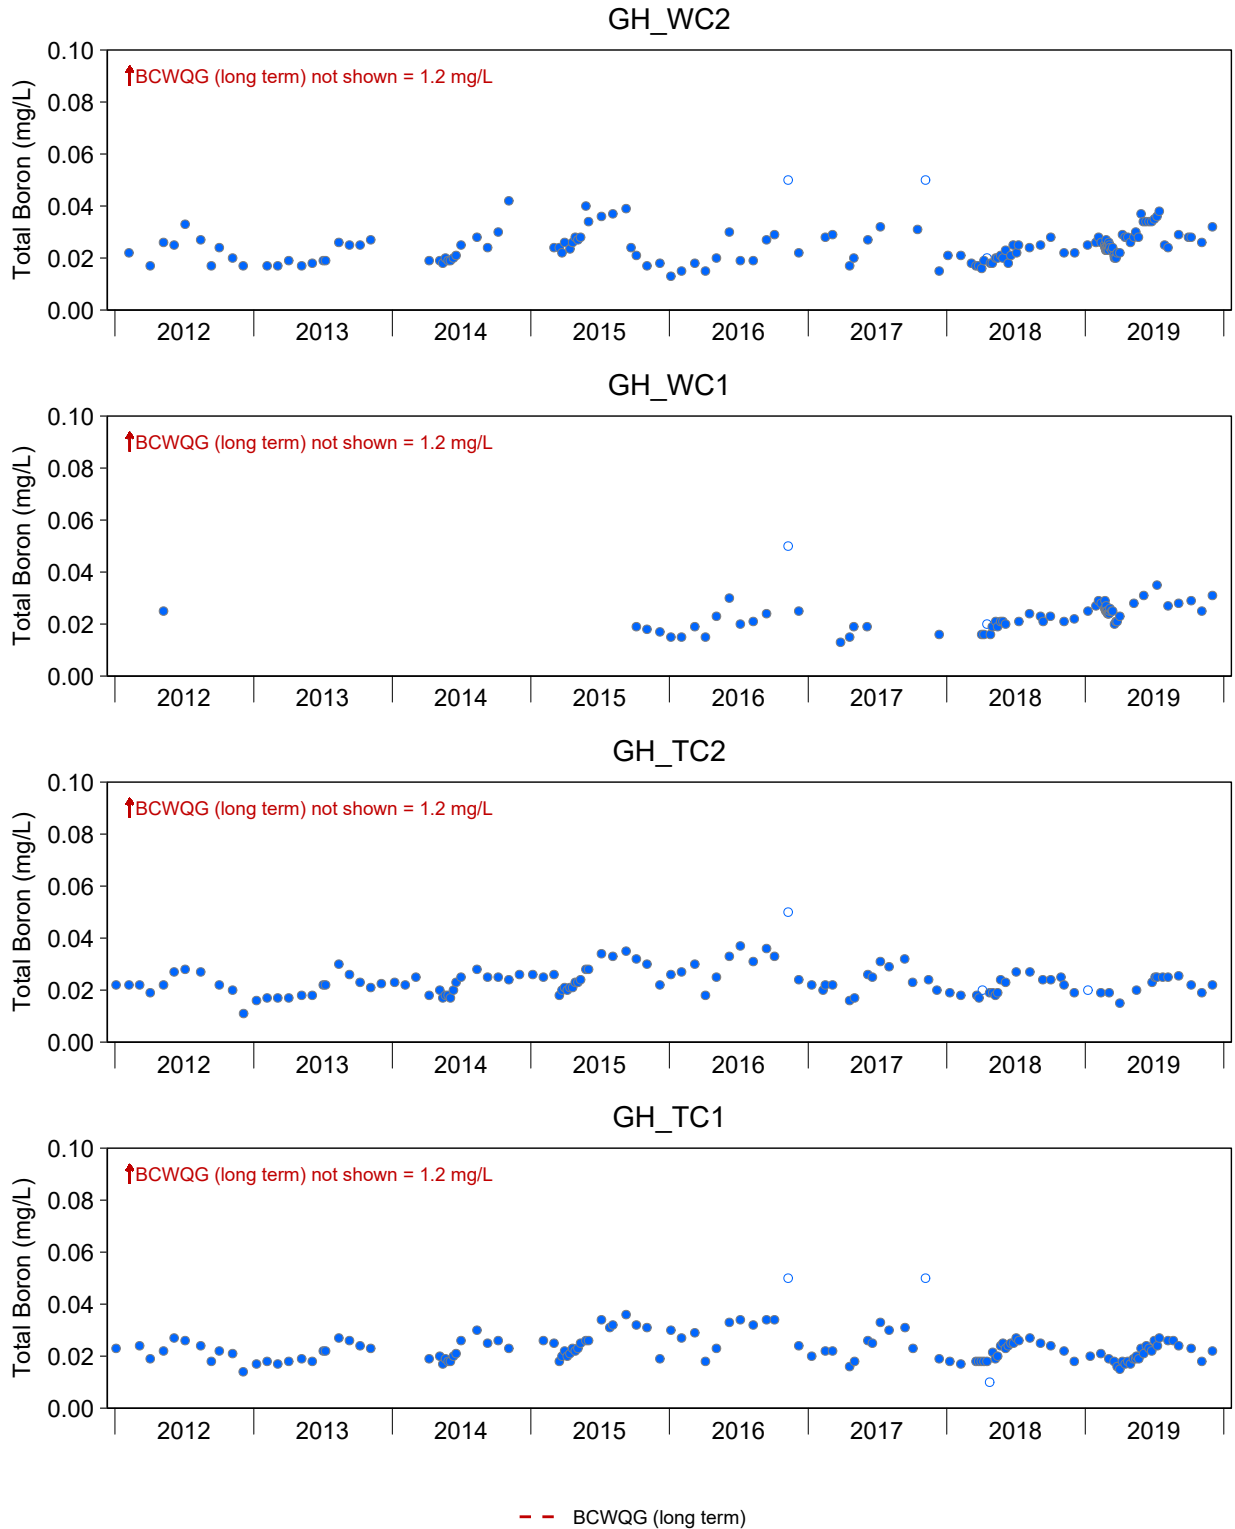 GH_WC2
Total Boron (mg/L)
0.10
0.08
0.06
0.04
0.02
0.00
BCWQG (long term) not shown = 1.2 mg/L
2012 2013 2014 2015 2016 2017 2018 2019
GH_WC1
Total Boron (mg/L)
0.10
0.08
0.06
0.04
0.02
0.00
BCWQG (long term) not shown = 1.2 mg/L
2012 2013 2014 2015 2016 2017 2018 2019
GH_TC2
Total Boron (mg/L)
0.10
0.08
0.06
0.04
0.02
0.00
BCWQG (long term) not shown = 1.2 mg/L
2012 2013 2014 2015 2016 2017 2018 2019
GH_TC1
Total Boron (mg/L)
0.10
0.08
0.06
0.04
0.02
0.00
BCWQG (long term) not shown = 1.2 mg/L
2012 2013 2014 2015 2016 2017 2018 2019
BCWQG (long term)